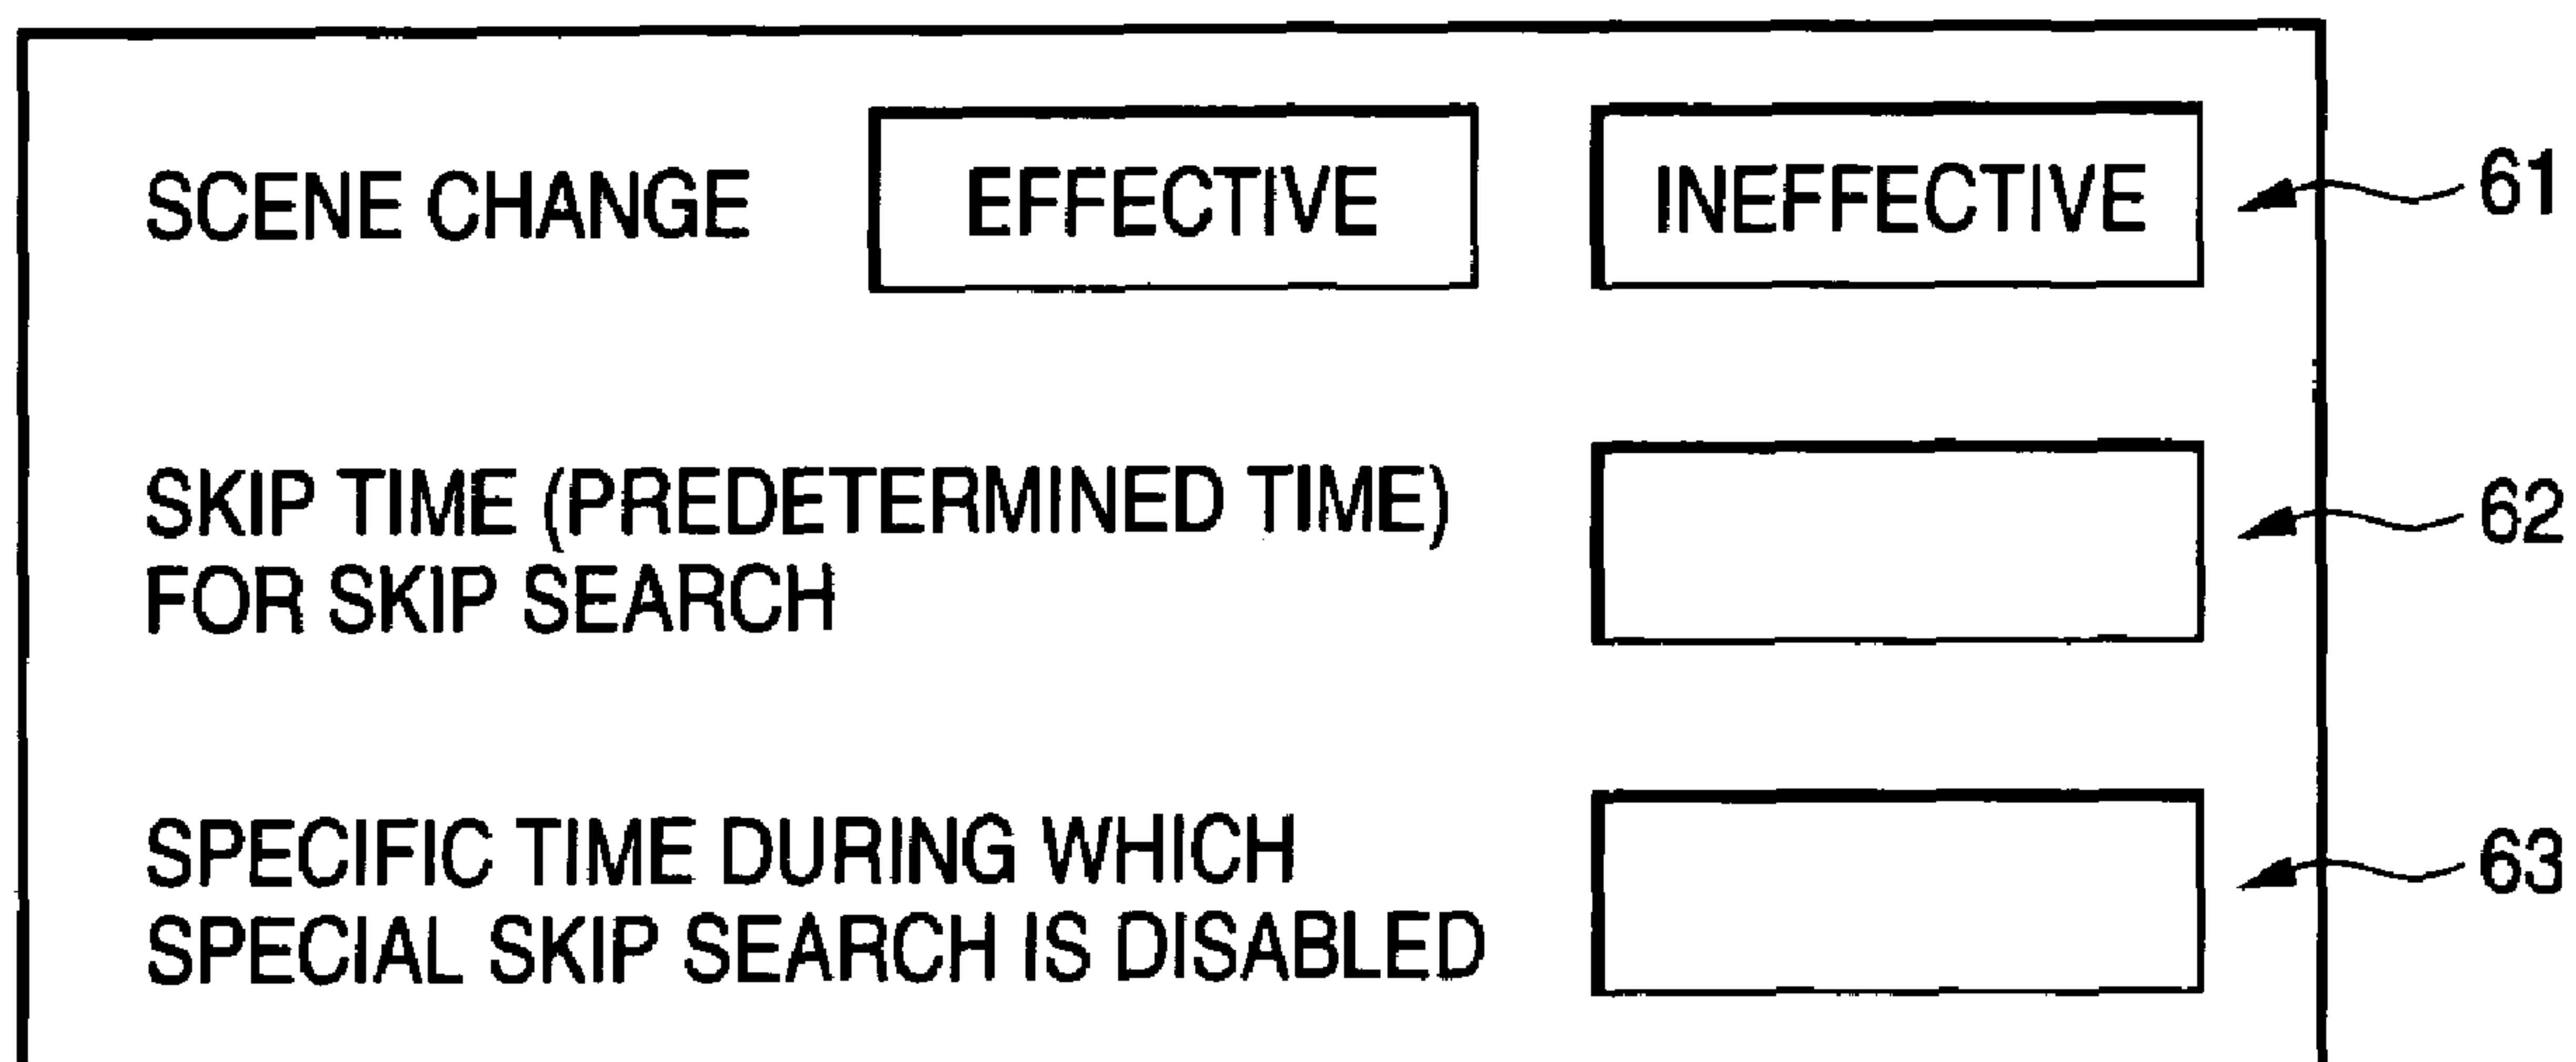 SCENE CHANGE EFFECTIVE INEFFECTIVE 61
SKIP TIME (PREDETERMINED TIME)
FOR SKIP SEARCH
62
SPECIFIC TIME DURING WHICH
SPECIAL SKIP SEARCH IS DISABLED
63